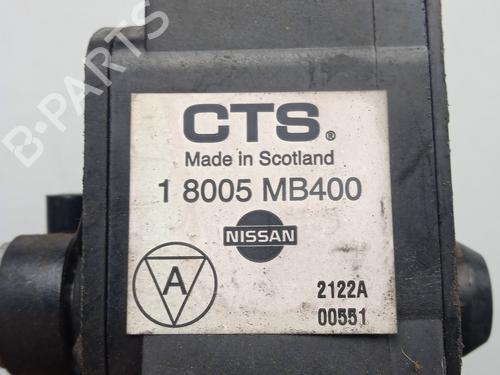 B-PARTS
CTS®
Made in Scotland
1 8005 MB400
NISSAN
A
2122A
00551